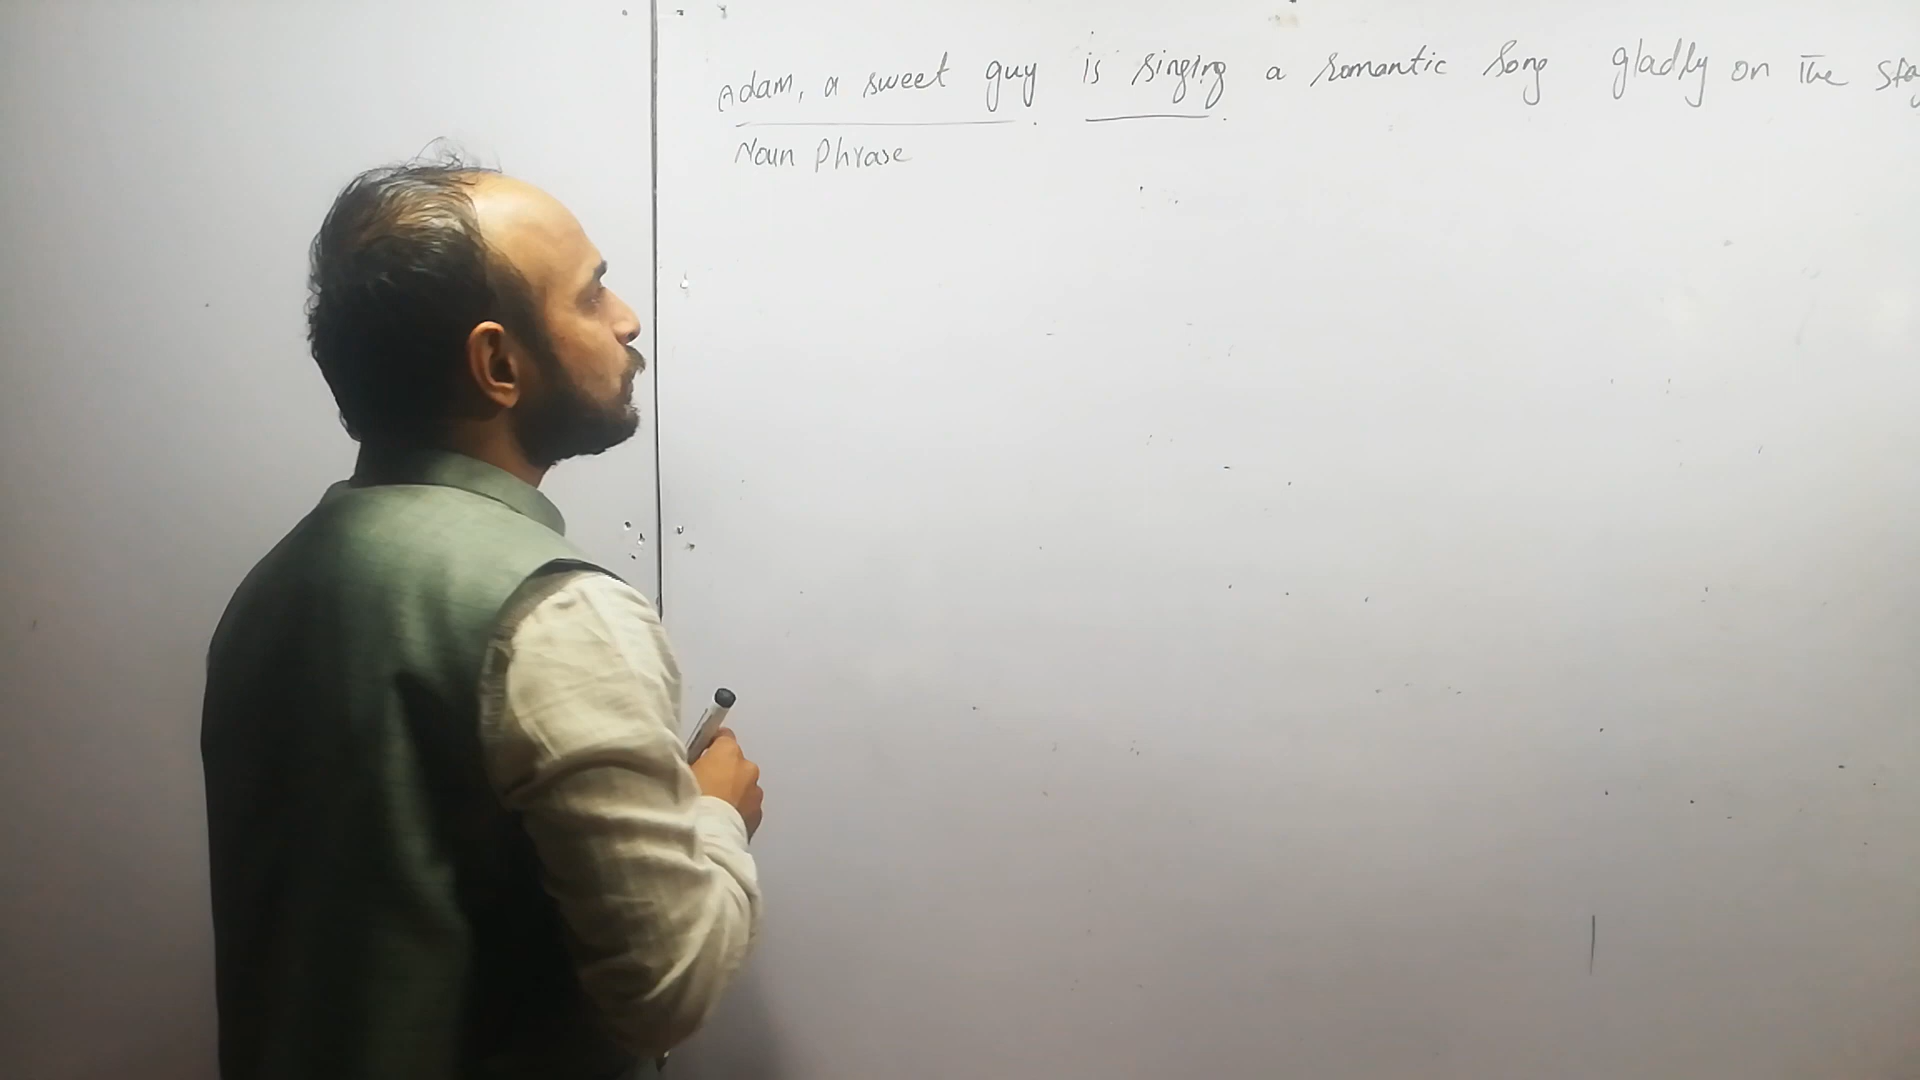 Adam, a sweet guy is singing a romantic song gladly on the
Noun Phrase